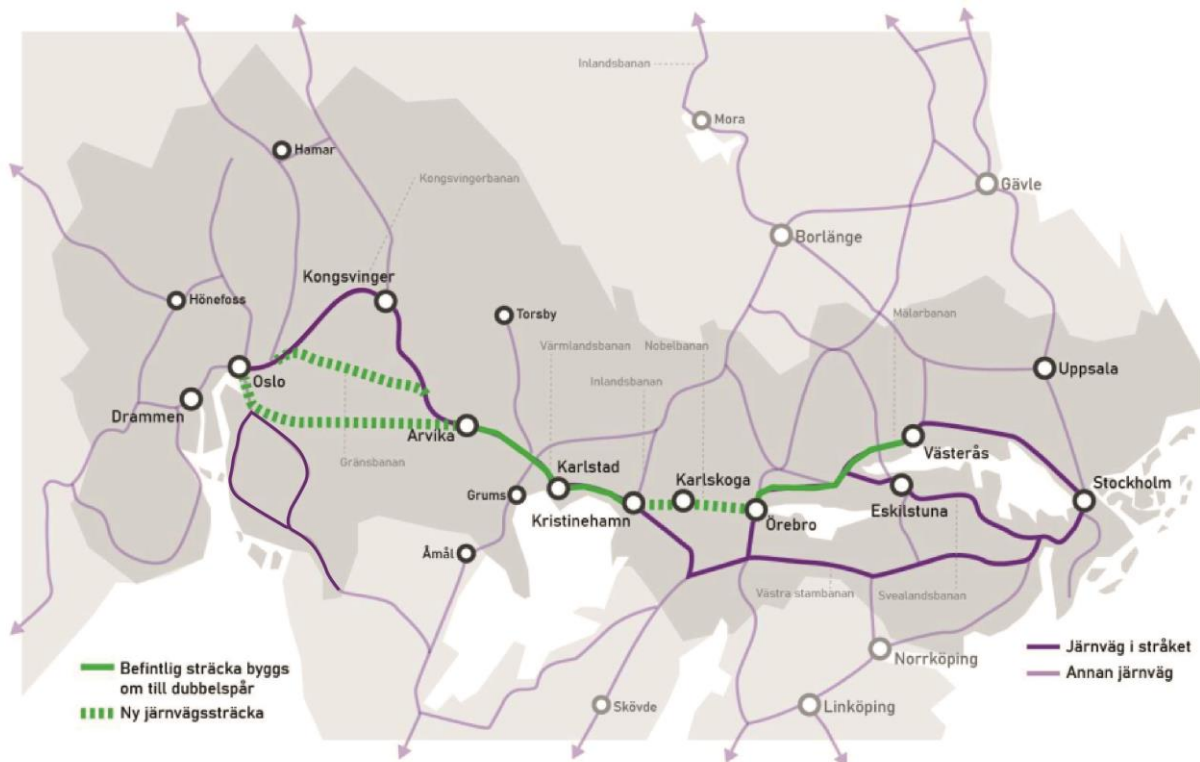 Inlandsbanan
Mora
Hamar
Kongsvingerbanan
Gävle
Borlänge
Kongsvinger
Hönefoss
Torsby
Mälarbanan
Värmlandsbanan
Nobelbanan
Inlandsbanan
Oslo
Uppsala
Drammen
Arvika
Gränsbanan
Karlstad
Karlskoga
Västerås
Grums
Stockholm
Kristinehamn
Örebro
Eskilstuna
Åmål
Västra stambanan
Svealandsbanan
Befintlig sträcka byggs
om till dubbelspår
Ny järnvägssträcka
Järnväg i stråket
Annan järnväg
Norrköping
Skövde
Linköping